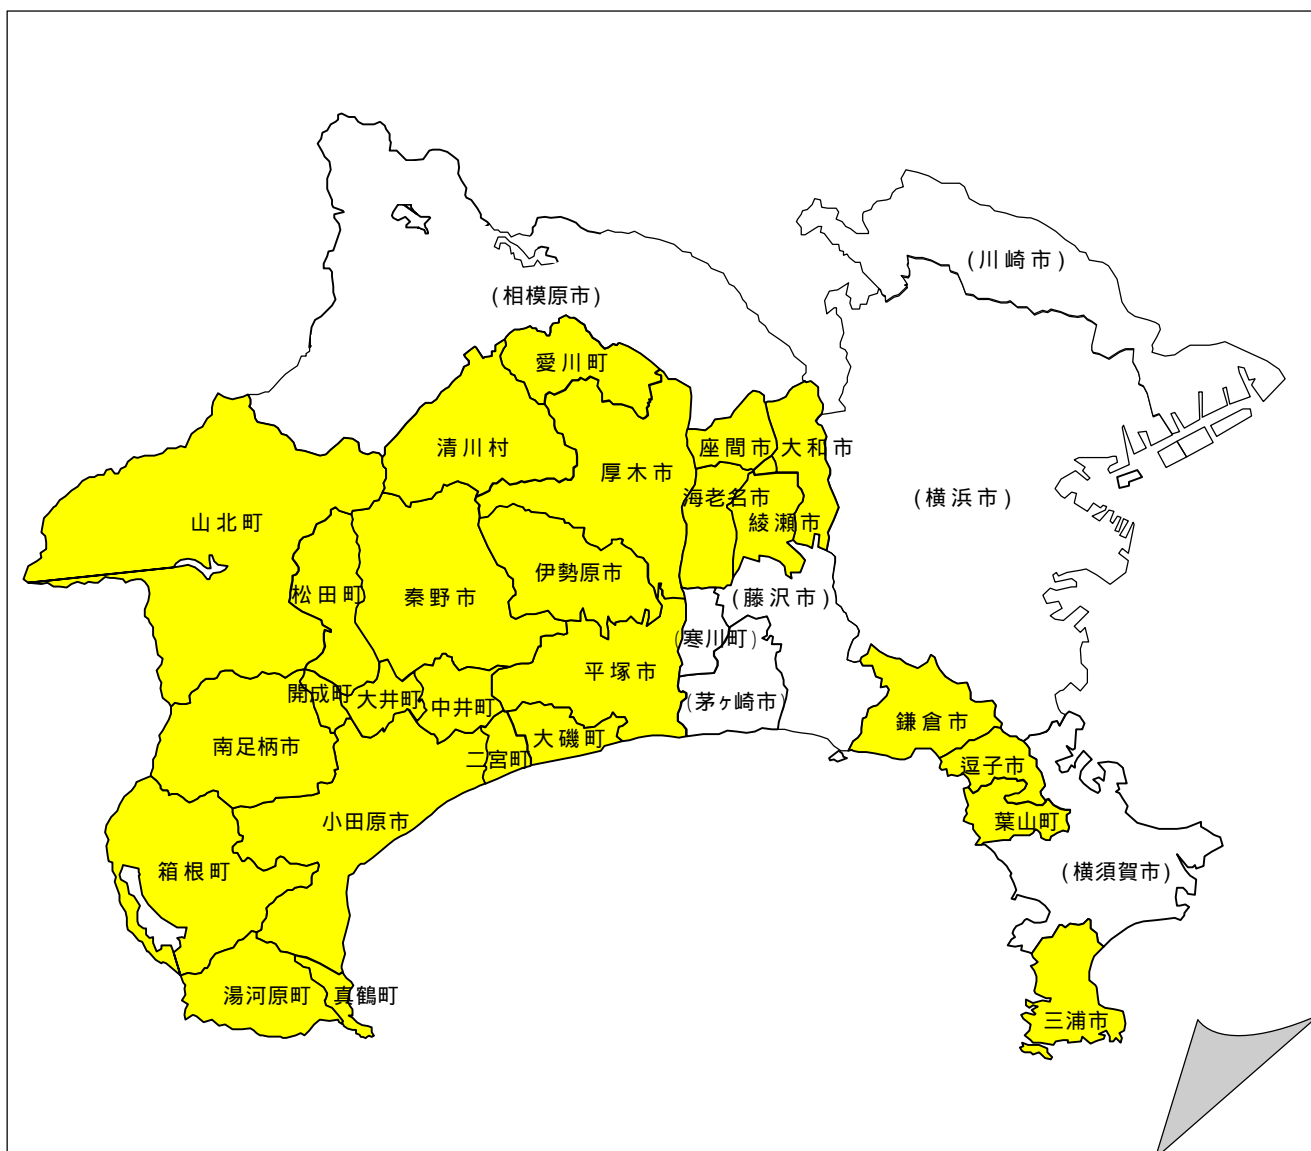 (川崎市)
(相模原市)
愛川町
清川村
座間市
大和市
厚木市
海老名市
(横浜市)
山北町
綾瀬市
伊勢原市
松田町
秦野市
(藤沢市)
(寒川町)
平塚市
開成町
大井町
(茅ヶ崎市)
中井町
鎌倉市
南足柄市
大磯町
二宮町
逗子市
小田原市
葉山町
箱根町
(横須賀市)
湯河原町
真鶴町
三浦市